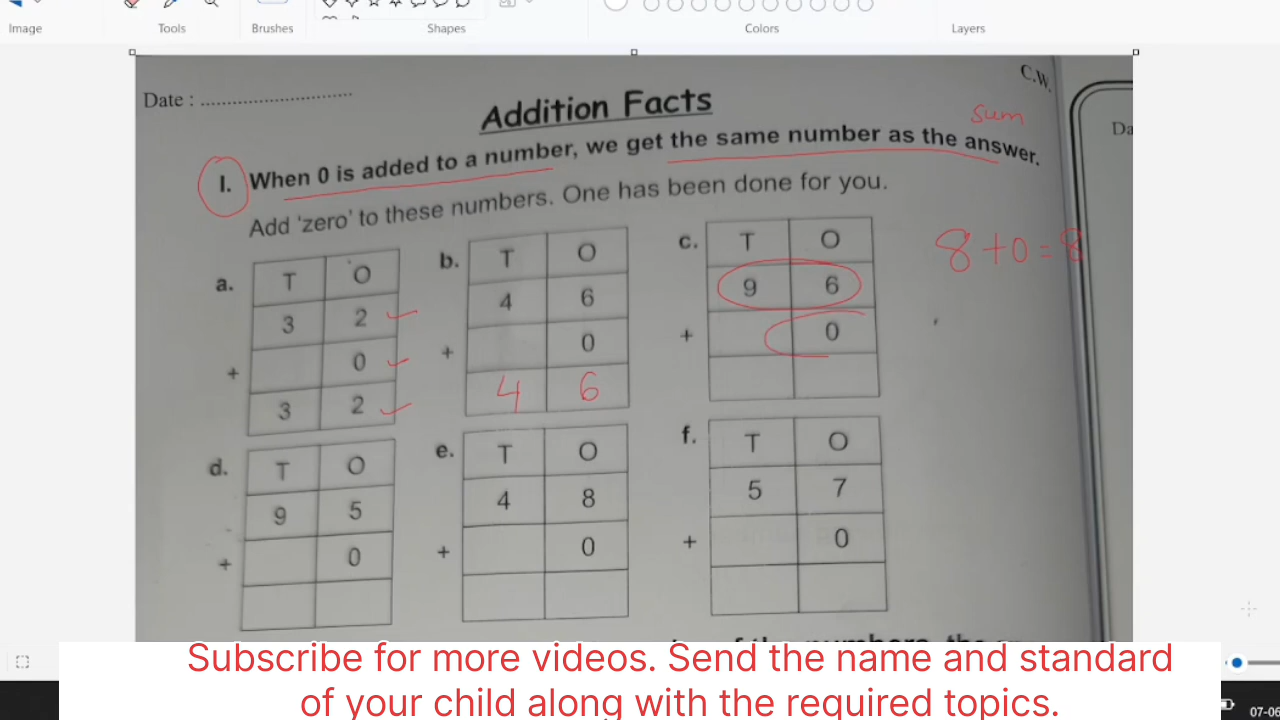 Image
Tools
Brushes
Shapes
Colors
Layers
C.W.
Date : ................................
Addition Facts
sum
I. When 0 is added to a number, we get the same number as the answer.
Add 'zero' to these numbers. One has been done for you.
Da
a. T O
3 2
+ 0
3 2
b. T O
4 6
+ 0
4 6
c. T O
9 6
+ 0
8+0=8
d. T O
9 5
+ 0
e. T O
4 8
+ 0
f. T O
5 7
+ 0
Subscribe for more videos. Send the name and standard
of your child along with the required topics.
07-06